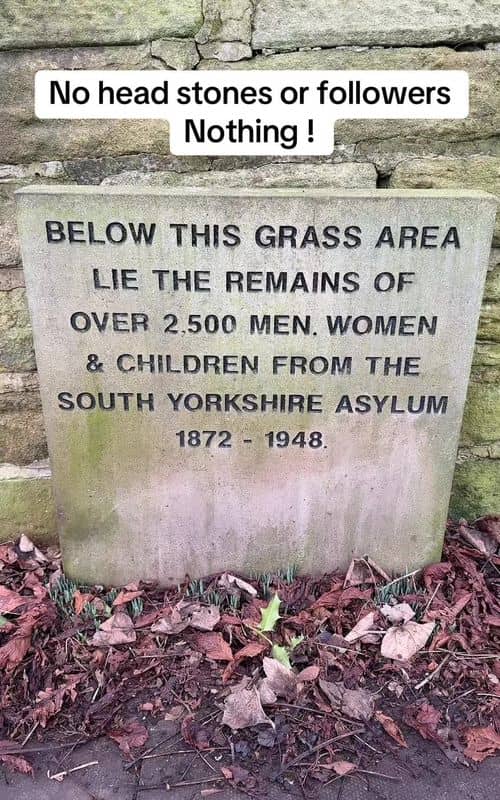 No head stones or followers
Nothing !
BELOW THIS GRASS AREA
LIE THE REMAINS OF
OVER 2,500 MEN, WOMEN
& CHILDREN FROM THE
SOUTH YORKSHIRE ASYLUM
1872 - 1948.